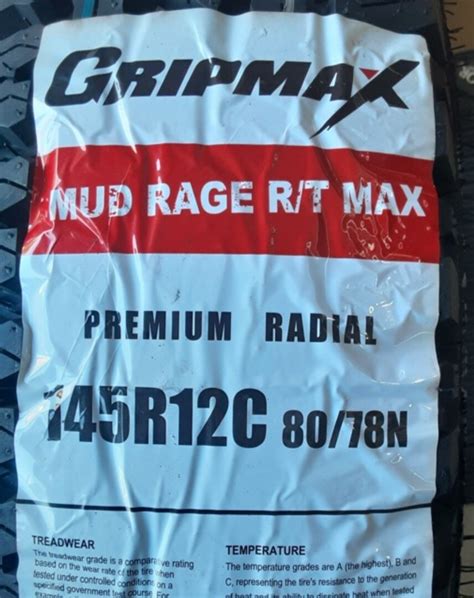 GRIPMAX
MUD RAGE R/T MAX
PREMIUM RADIAL
145R12C 80/78N
TREADWEAR
The treadwear grade is a comparative rating
based on the wear rate of the tire when
tested under controlled conditions on a
specified government test course. For
example
TEMPERATURE
The temperature grades are A (the highest), B and
C, representing the tire's resistance to the generation
of heat and its ability to dissipate heat when tested